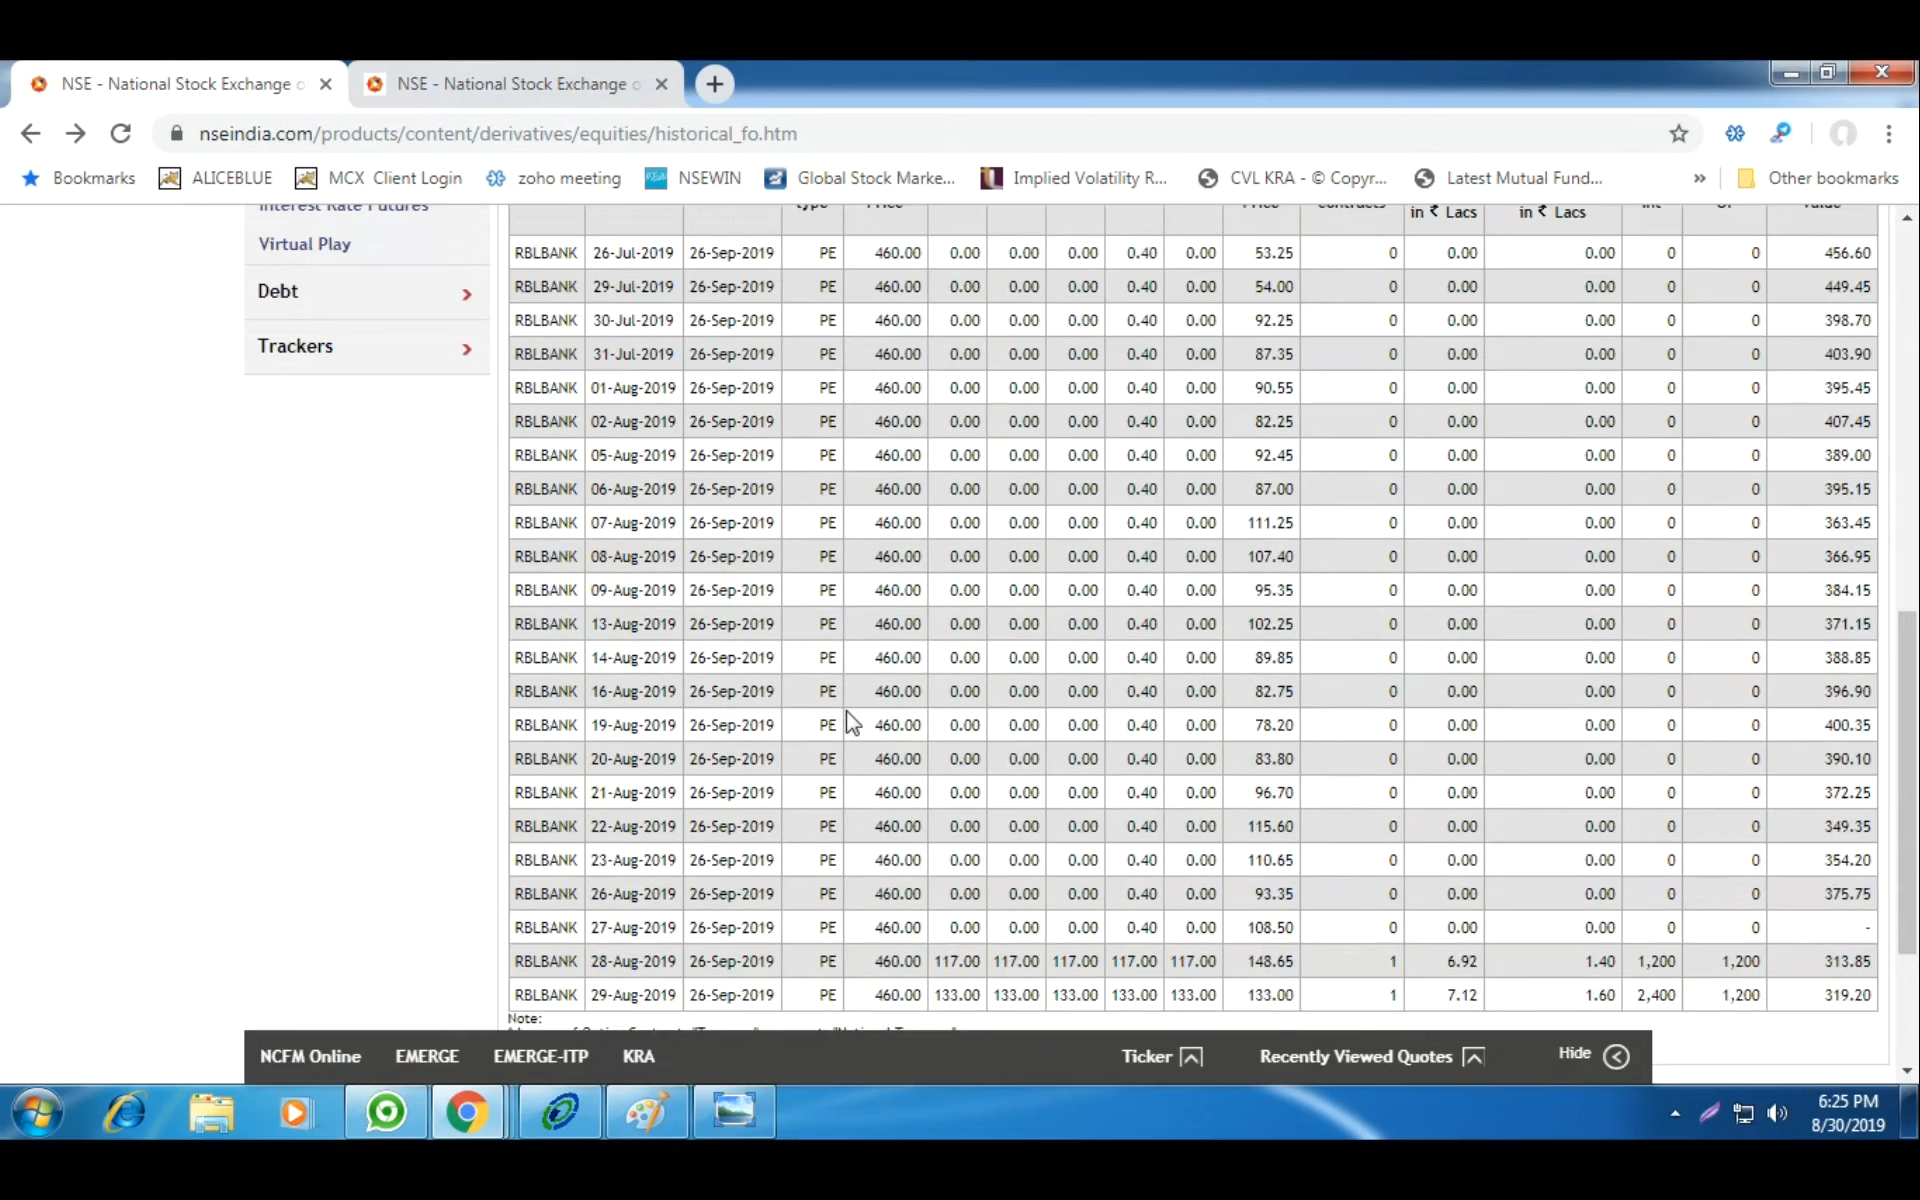 NSE - National Stock Exchange o
NSE - National Stock Exchange o
nseindia.com/products/content/derivatives/equities/historical_fo.htm
Bookmarks ALICEBLUE MCX Client Login zoho meeting NSEWIN Global Stock Marke... Implied Volatility R... CVL KRA - © Copyr... Latest Mutual Fund... » Other bookmarks
Interest Rate Futures
Virtual Play
Debt
Trackers
type Price Price contracts in ₹ Lacs in ₹ Lacs Int OI Value
RBLBANK 26-Jul-2019 26-Sep-2019 PE 460.00 0.00 0.00 0.00 0.40 0.00 53.25 0 0.00 0.00 0 0 456.60
RBLBANK 29-Jul-2019 26-Sep-2019 PE 460.00 0.00 0.00 0.00 0.40 0.00 54.00 0 0.00 0.00 0 0 449.45
RBLBANK 30-Jul-2019 26-Sep-2019 PE 460.00 0.00 0.00 0.00 0.40 0.00 92.25 0 0.00 0.00 0 0 398.70
RBLBANK 31-Jul-2019 26-Sep-2019 PE 460.00 0.00 0.00 0.00 0.40 0.00 87.35 0 0.00 0.00 0 0 403.90
RBLBANK 01-Aug-2019 26-Sep-2019 PE 460.00 0.00 0.00 0.00 0.40 0.00 90.55 0 0.00 0.00 0 0 395.45
RBLBANK 02-Aug-2019 26-Sep-2019 PE 460.00 0.00 0.00 0.00 0.40 0.00 82.25 0 0.00 0.00 0 0 407.45
RBLBANK 05-Aug-2019 26-Sep-2019 PE 460.00 0.00 0.00 0.00 0.40 0.00 92.45 0 0.00 0.00 0 0 389.00
RBLBANK 06-Aug-2019 26-Sep-2019 PE 460.00 0.00 0.00 0.00 0.40 0.00 87.00 0 0.00 0.00 0 0 395.15
RBLBANK 07-Aug-2019 26-Sep-2019 PE 460.00 0.00 0.00 0.00 0.40 0.00 111.25 0 0.00 0.00 0 0 363.45
RBLBANK 08-Aug-2019 26-Sep-2019 PE 460.00 0.00 0.00 0.00 0.40 0.00 107.40 0 0.00 0.00 0 0 366.95
RBLBANK 09-Aug-2019 26-Sep-2019 PE 460.00 0.00 0.00 0.00 0.40 0.00 95.35 0 0.00 0.00 0 0 384.15
RBLBANK 13-Aug-2019 26-Sep-2019 PE 460.00 0.00 0.00 0.00 0.40 0.00 102.25 0 0.00 0.00 0 0 371.15
RBLBANK 14-Aug-2019 26-Sep-2019 PE 460.00 0.00 0.00 0.00 0.40 0.00 89.85 0 0.00 0.00 0 0 388.85
RBLBANK 16-Aug-2019 26-Sep-2019 PE 460.00 0.00 0.00 0.00 0.40 0.00 82.75 0 0.00 0.00 0 0 396.90
RBLBANK 19-Aug-2019 26-Sep-2019 PE 460.00 0.00 0.00 0.00 0.40 0.00 78.20 0 0.00 0.00 0 0 400.35
RBLBANK 20-Aug-2019 26-Sep-2019 PE 460.00 0.00 0.00 0.00 0.40 0.00 83.80 0 0.00 0.00 0 0 390.10
RBLBANK 21-Aug-2019 26-Sep-2019 PE 460.00 0.00 0.00 0.00 0.40 0.00 96.70 0 0.00 0.00 0 0 372.25
RBLBANK 22-Aug-2019 26-Sep-2019 PE 460.00 0.00 0.00 0.00 0.40 0.00 115.60 0 0.00 0.00 0 0 349.35
RBLBANK 23-Aug-2019 26-Sep-2019 PE 460.00 0.00 0.00 0.00 0.40 0.00 110.65 0 0.00 0.00 0 0 354.20
RBLBANK 26-Aug-2019 26-Sep-2019 PE 460.00 0.00 0.00 0.00 0.40 0.00 93.35 0 0.00 0.00 0 0 375.75
RBLBANK 27-Aug-2019 26-Sep-2019 PE 460.00 0.00 0.00 0.00 0.40 0.00 108.50 0 0.00 0.00 0 0 -
RBLBANK 28-Aug-2019 26-Sep-2019 PE 460.00 117.00 117.00 117.00 117.00 117.00 148.65 1 6.92 1.40 1,200 1,200 313.85
RBLBANK 29-Aug-2019 26-Sep-2019 PE 460.00 133.00 133.00 133.00 133.00 133.00 133.00 1 7.12 1.60 2,400 1,200 319.20
Note:
NCFM Online EMERGE EMERGE-ITP KRA Ticker Recently Viewed Quotes Hide
6:25 PM
8/30/2019